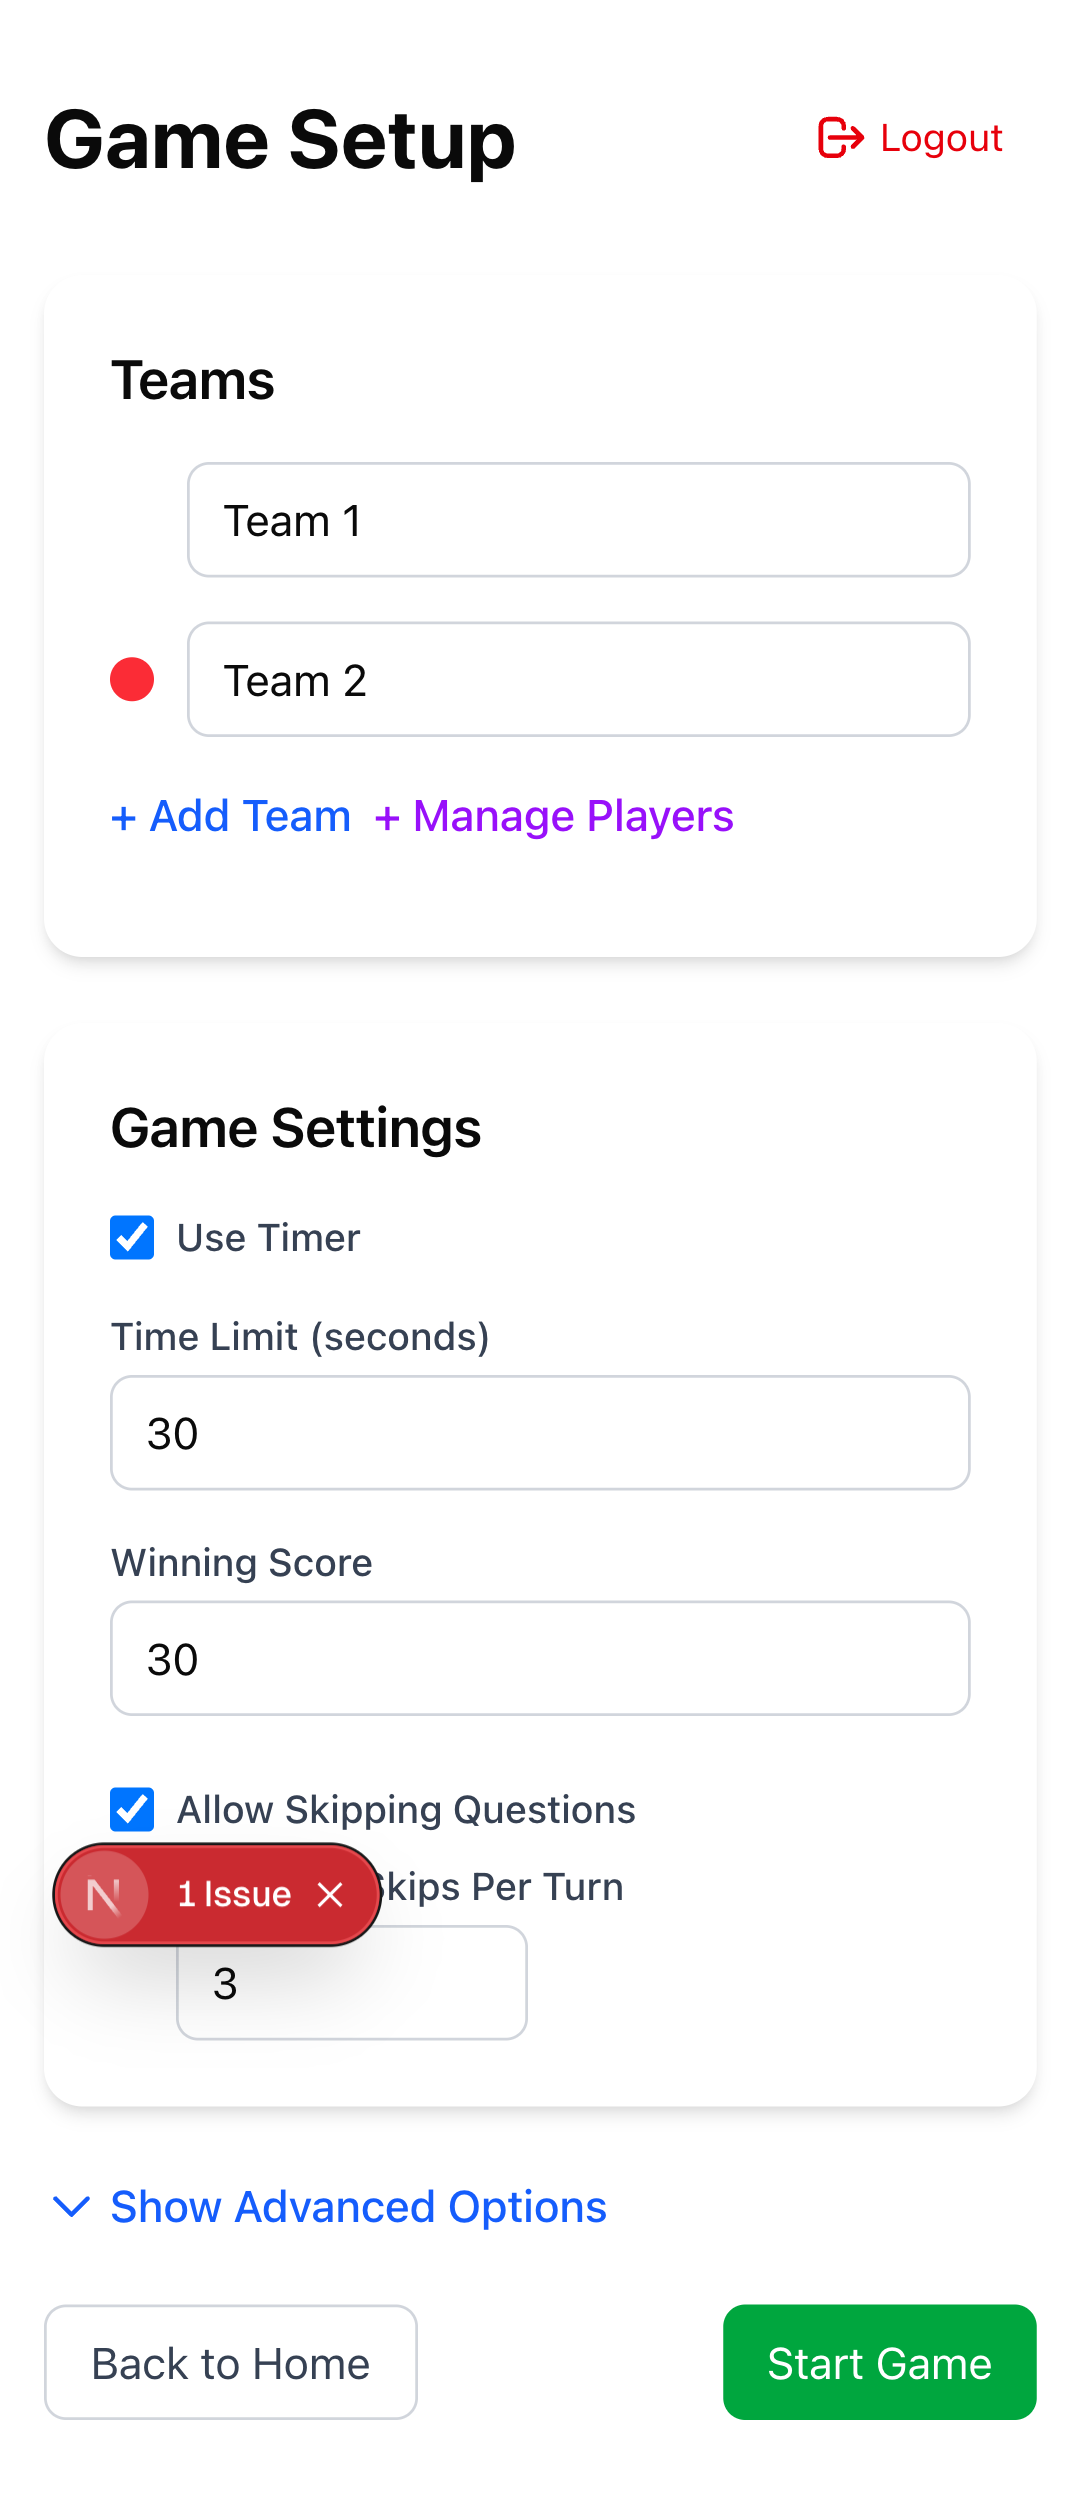 Game Setup
Logout
Teams
Team 1
Team 2
+ Add Team + Manage Players
Game Settings
Use Timer
Time Limit (seconds)
30
Winning Score
30
Allow Skipping Questions
Skips Per Turn
N 1 Issue
3
Show Advanced Options
Back to Home
Start Game